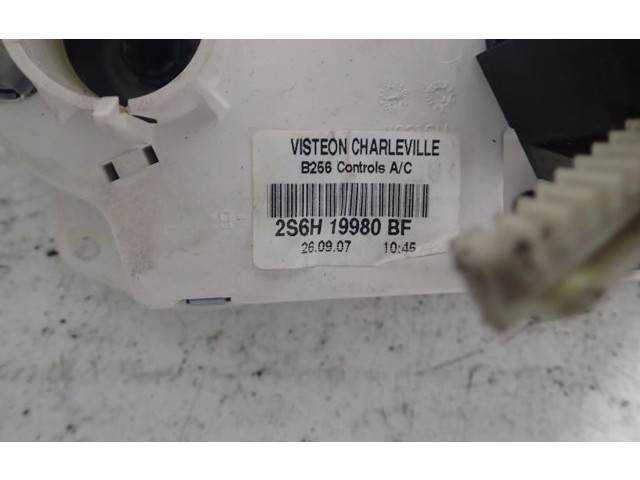 VISTEON CHARLEVILLE
B256 Controls A/C
2S6H 19980 BF
26.09.07 10:45